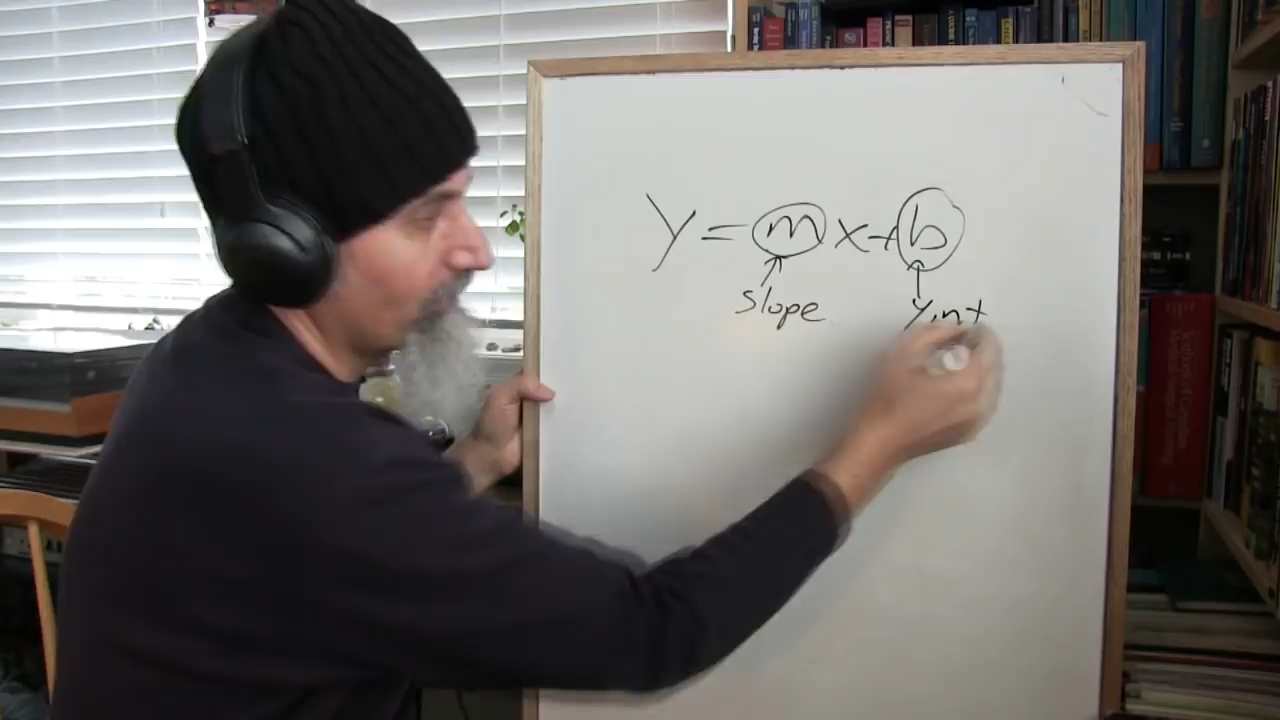 y = mx+b
slope
y int